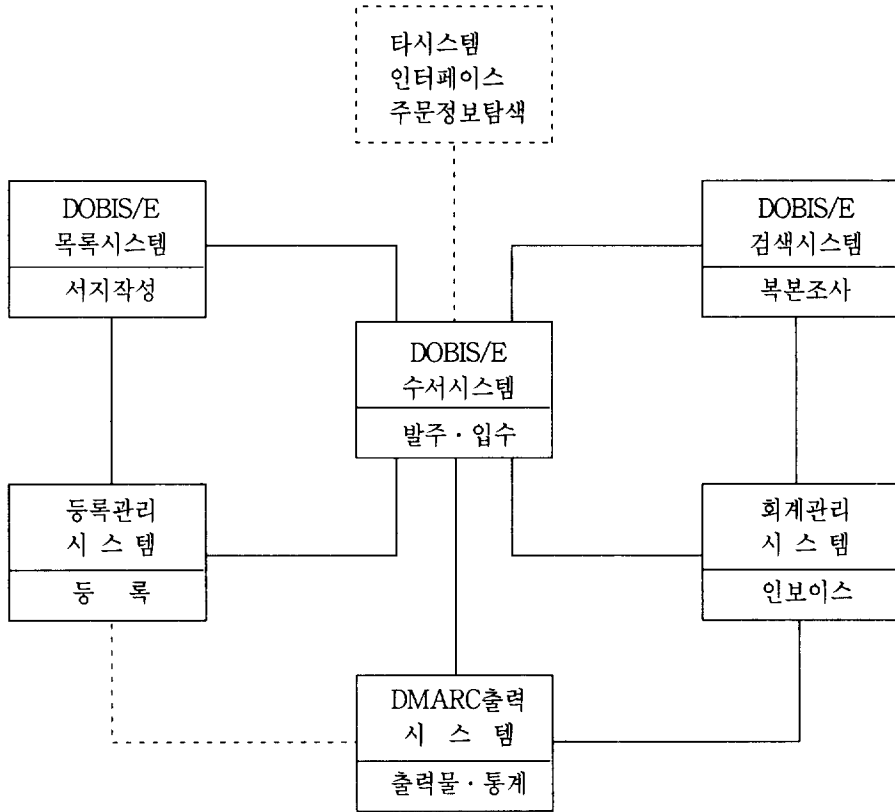 타시스템
인터페이스
주문정보탐색
DOBIS/E
목록시스템
서지작성
DOBIS/E
검색시스템
복본조사
DOBIS/E
수서시스템
발주·입수
등록관리
시 스 템
등 록
회계관리
시 스 템
인보이스
DMARC출력
시 스 템
출력물·통계